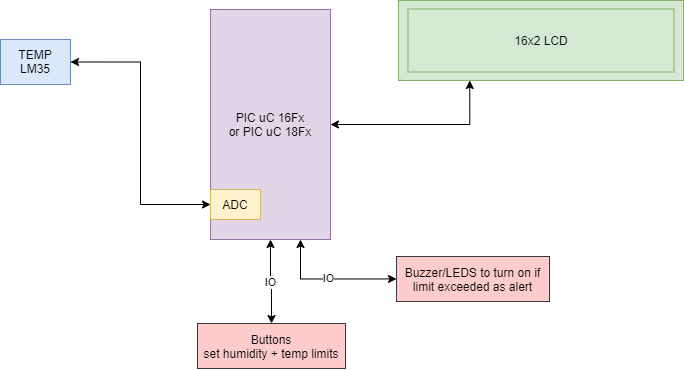 TEMP
LM35
16x2 LCD
PIC uC 16Fx
or PIC uC 18Fx
ADC
IO
IO
Buzzer/LEDS to turn on if
limit exceeded as alert
Buttons
set humidity + temp limits